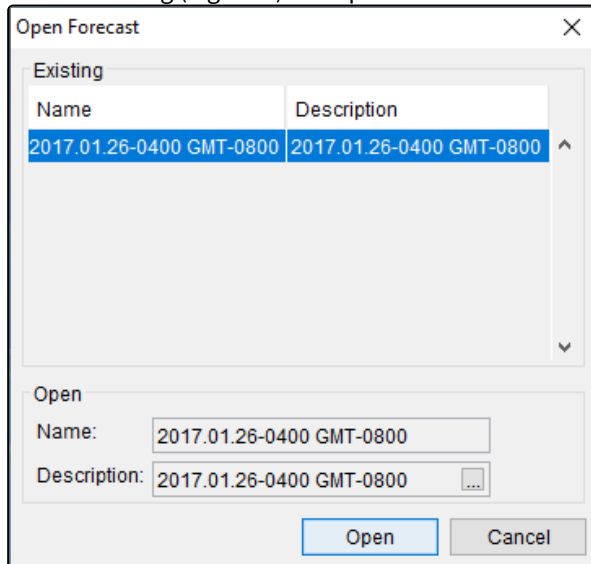 Open Forecast
Existing
Name Description
2017.01.26-0400 GMT-0800 2017.01.26-0400 GMT-0800
Open
Name: 2017.01.26-0400 GMT-0800
Description: 2017.01.26-0400 GMT-0800 ...
Open Cancel